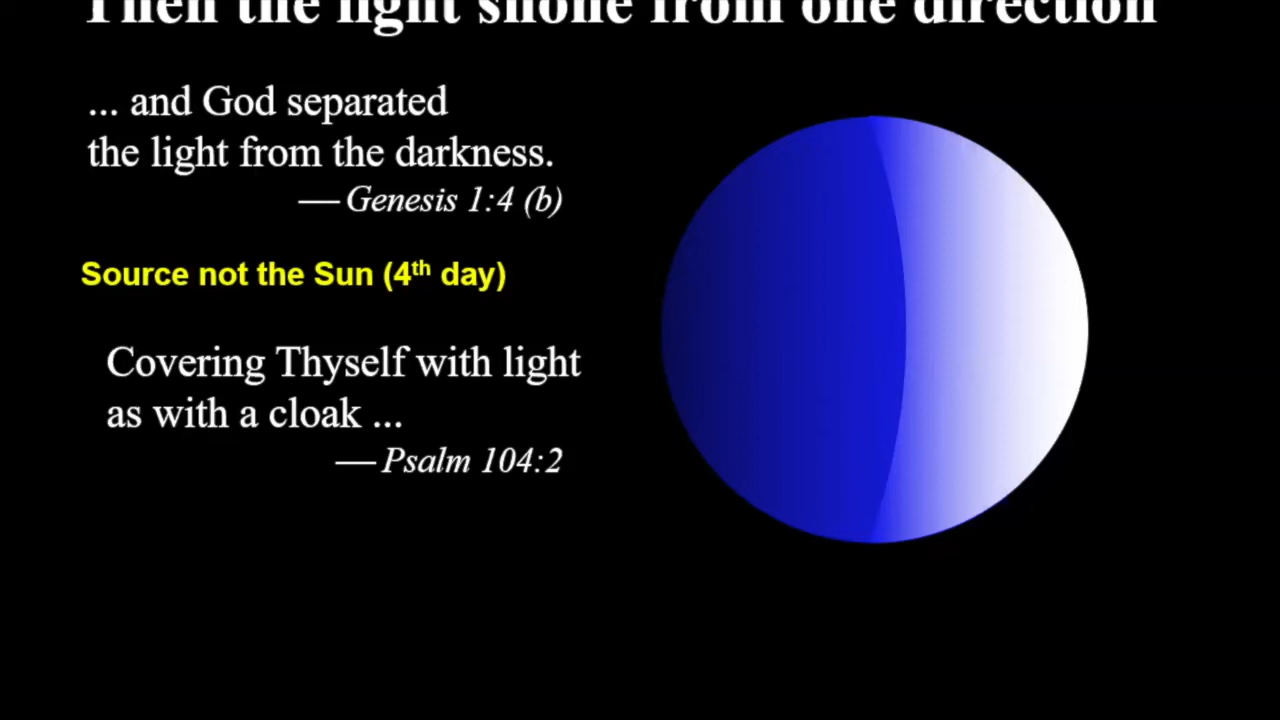 Then the light shone from one direction
... and God separated
the light from the darkness.
— Genesis 1:4 (b)
Source not the Sun (4th day)
Covering Thyself with light
as with a cloak ...
— Psalm 104:2